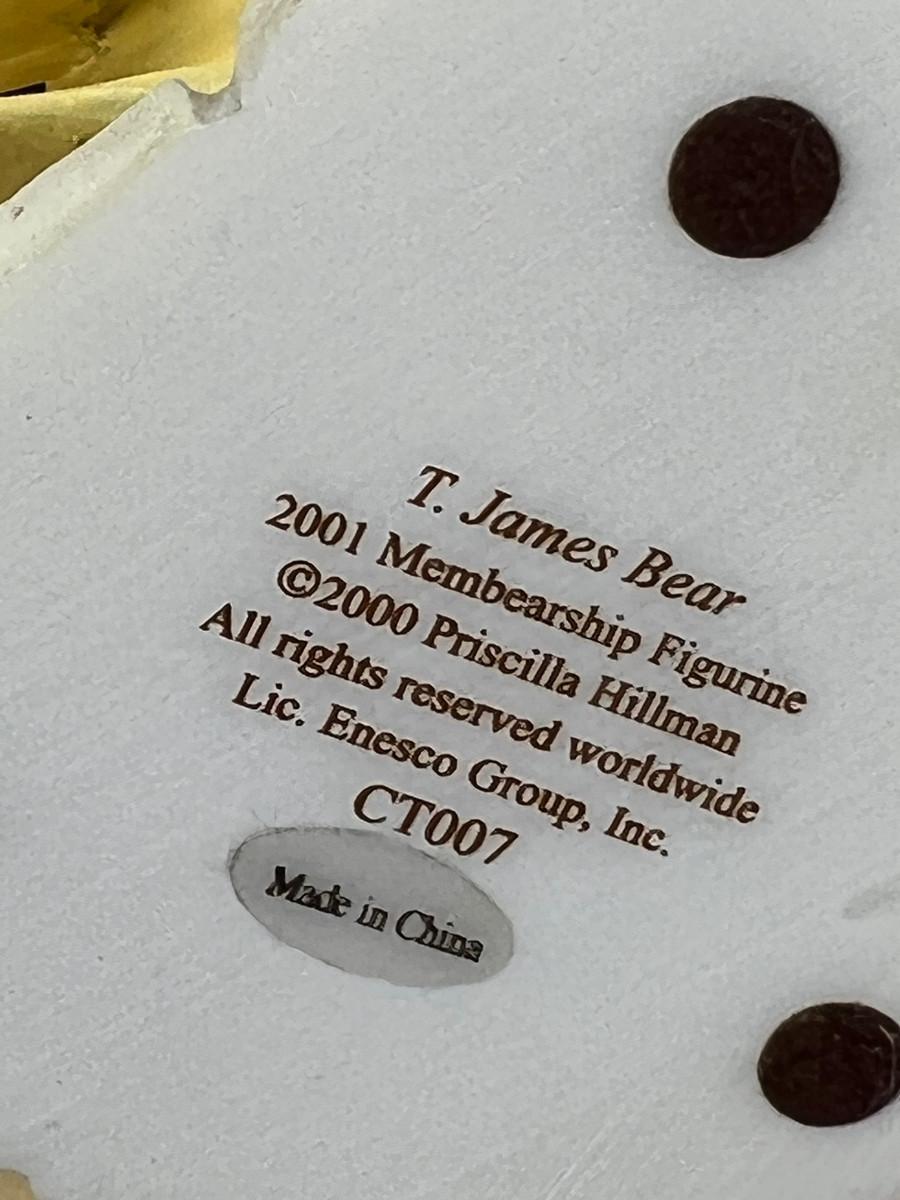 T. James Bear
2001 Membearship Figurine
©2000 Priscilla Hillman
All rights reserved worldwide
Lic. Enesco Group, Inc.
CT007
Made in China